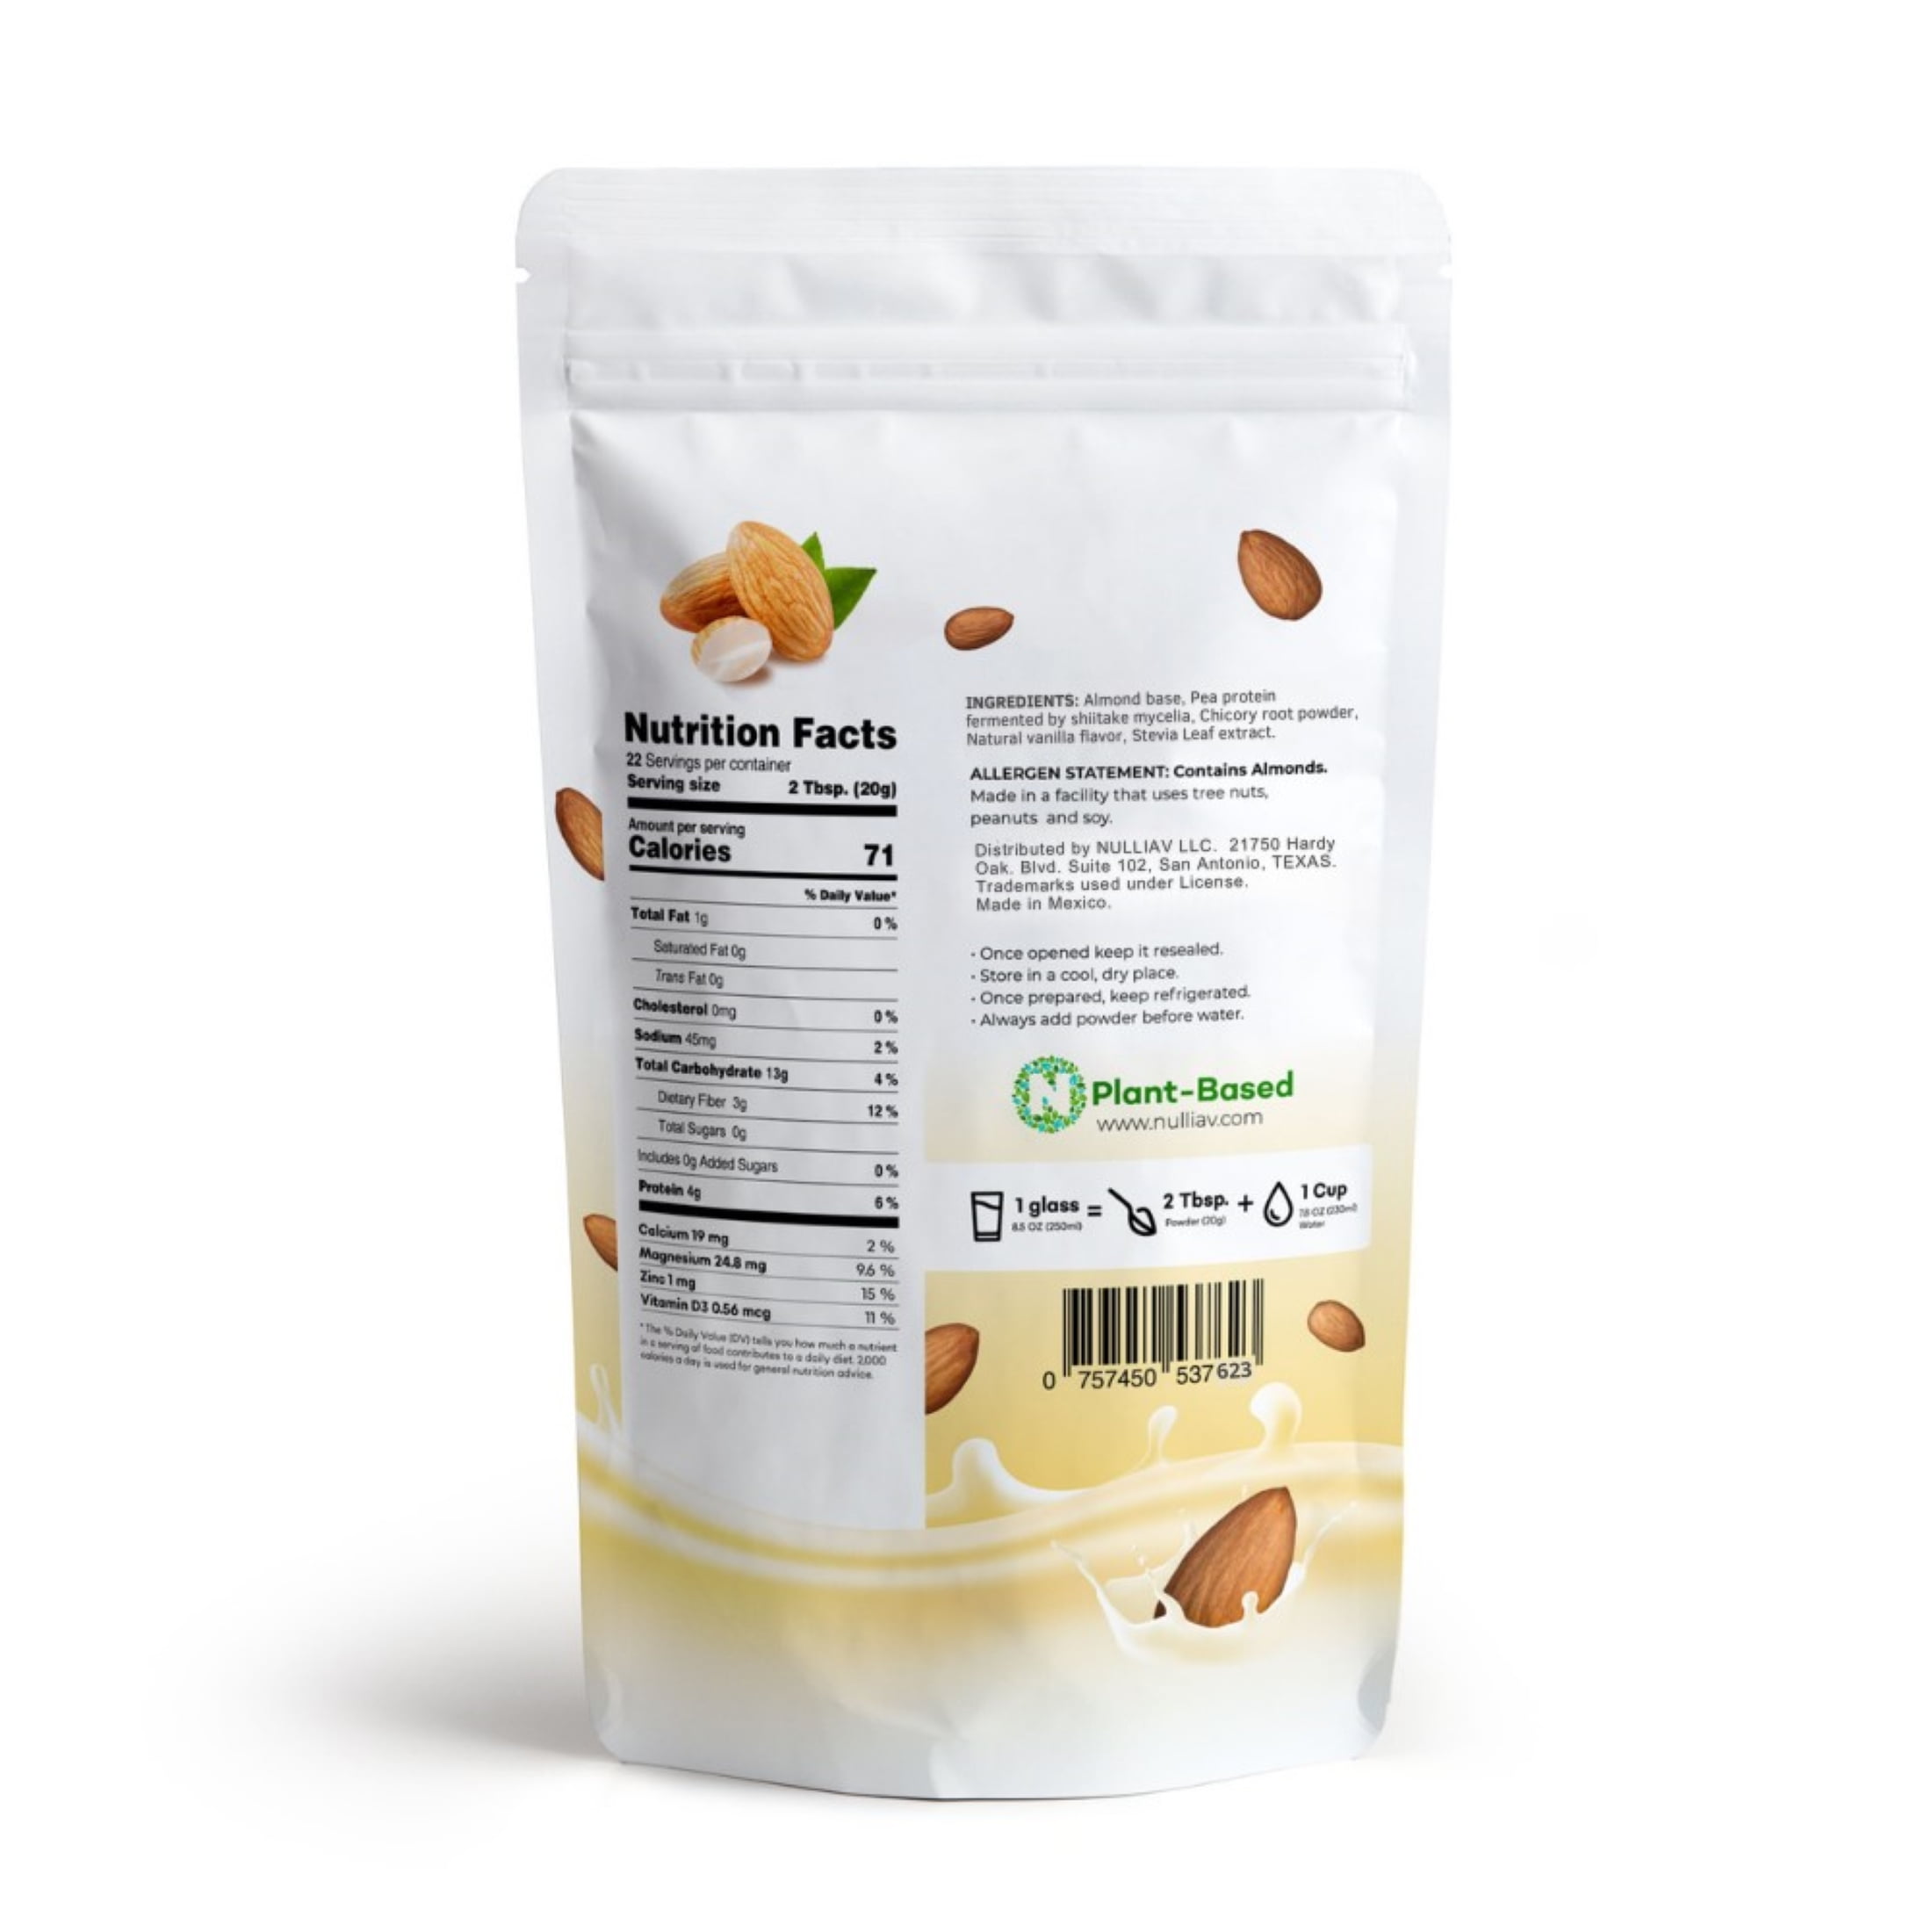 Nutrition Facts
22 Servings per container
Serving size 2 Tbsp. (20g)
Amount per serving
Calories 71
% Daily Value*
Total Fat 1g 0 %
Saturated Fat 0g
Trans Fat 0g
Cholesterol 0mg 0 %
Sodium 45mg 2 %
Total Carbohydrate 13g 4 %
Dietary Fiber 3g 12 %
Total Sugars 0g
Includes 0g Added Sugars 0 %
Protein 4g 6 %
Calcium 19 mg 2 %
Magnesium 24.8 mg 9.6 %
Zinc 1 mg 15 %
Vitamin D3 0.56 mcg 11 %
* The % Daily Value (DV) tells you how much a nutrient
in a serving of food contributes to a daily diet. 2,000
calories a day is used for general nutrition advice.
INGREDIENTS: Almond base, Pea protein
fermented by shiitake mycelia, Chicory root powder,
Natural vanilla flavor, Stevia Leaf extract.
ALLERGEN STATEMENT: Contains Almonds.
Made in a facility that uses tree nuts,
peanuts and soy.
Distributed by NULLIAV LLC. 21750 Hardy
Oak. Blvd. Suite 102, San Antonio, TEXAS.
Trademarks used under License.
Made in Mexico.
· Once opened keep it resealed.
· Store in a cool, dry place.
· Once prepared, keep refrigerated.
· Always add powder before water.
N Plant-Based
www.nulliav.com
1 glass = 2 Tbsp. + 1 Cup
8.5 OZ (250ml) Powder (20g) 7.8 OZ (230ml)
Water
0 757450 537623